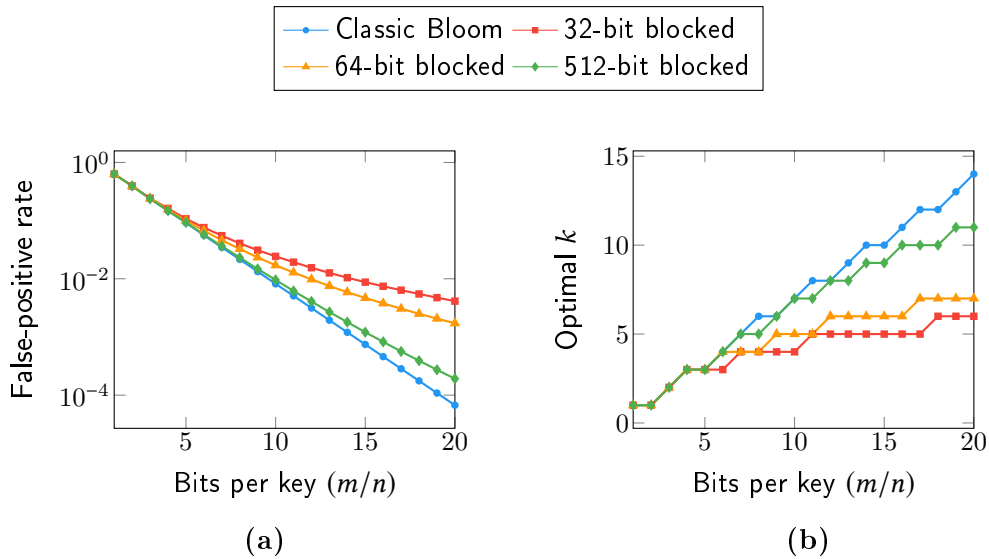 Classic Bloom 32-bit blocked
64-bit blocked 512-bit blocked
10^0
10^−2
10^−4
5 10 15 20
False-positive rate
Bits per key (m/n)
(a)
15
10
5
0
5 10 15 20
Optimal k
Bits per key (m/n)
(b)